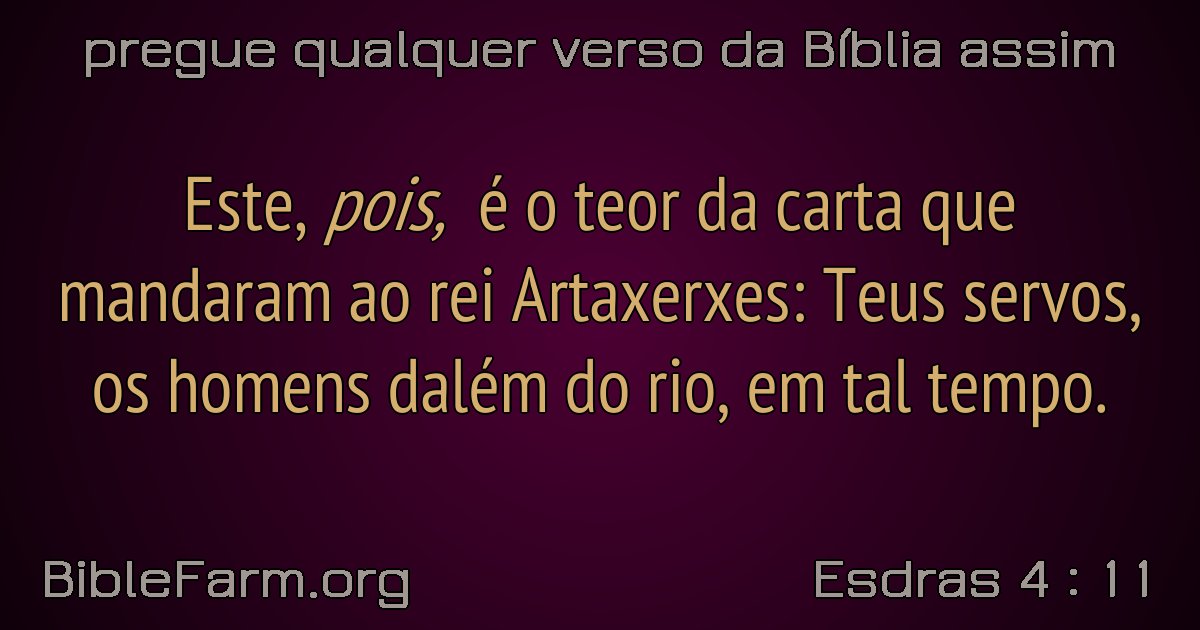 pregue qualquer verso da Bíblia assim
Este, pois, é o teor da carta que
mandaram ao rei Artaxerxes: Teus servos,
os homens dalém do rio, em tal tempo.
BibleFarm.org
Esdras 4 : 11